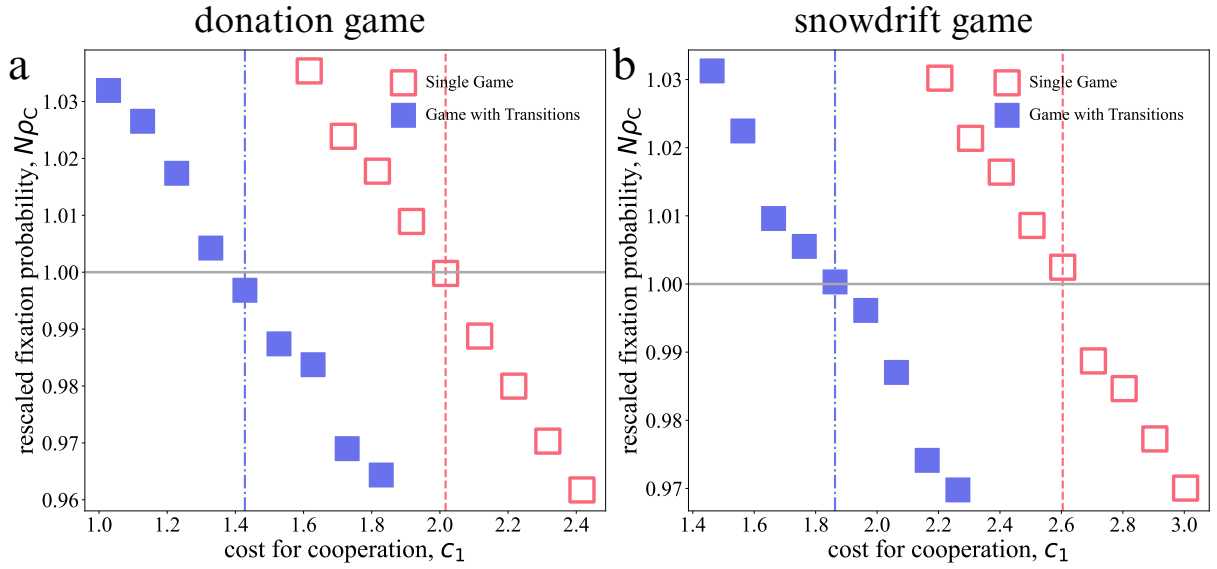 donation game
snowdrift game
a
1.03
1.02
1.01
1.00
0.99
0.98
0.97
0.96
rescaled fixation probability, Nρ_C
Single Game
Game with Transitions
1.0 1.2 1.4 1.6 1.8 2.0 2.2 2.4
cost for cooperation, c₁
b
1.03
1.02
1.01
1.00
0.99
0.98
0.97
rescaled fixation probability, Nρ_C
Single Game
Game with Transitions
1.4 1.6 1.8 2.0 2.2 2.4 2.6 2.8 3.0
cost for cooperation, c₁